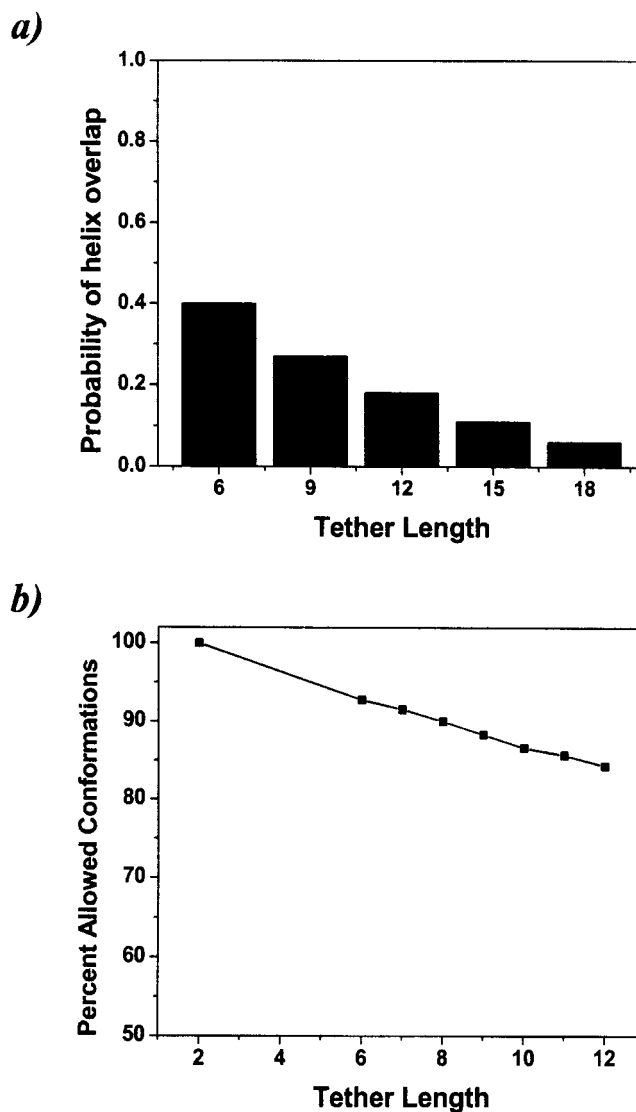 a)
1.0
0.8
0.6
0.4
0.2
0.0
Probability of helix overlap
6 9 12 15 18
Tether Length
b)
100
90
80
70
60
50
Percent Allowed Conformations
2 4 6 8 10 12
Tether Length